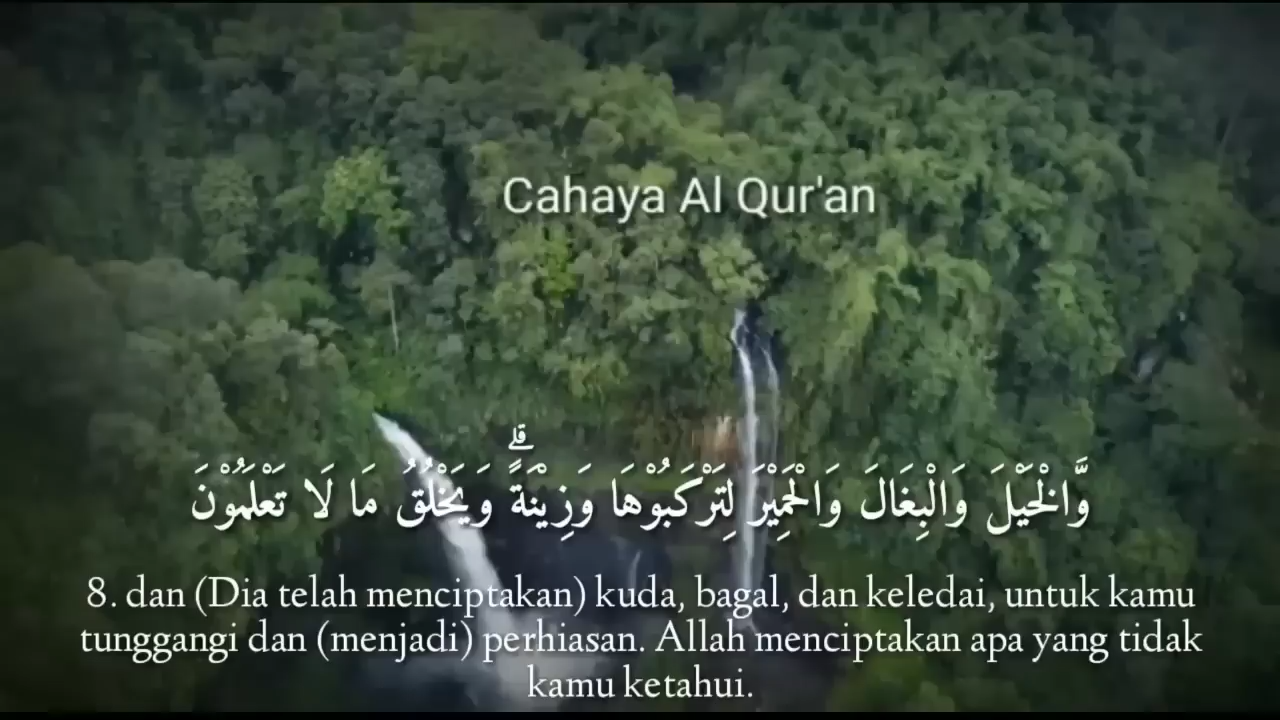 Cahaya Al Qur'an
وَّالْخَيْلَ وَالْبِغَالَ وَالْحَمِيْرَ لِتَرْكَبُوْهَا وَزِيْنَةًۗ وَيَخْلُقُ مَا لَا تَعْلَمُوْنَ
8. dan (Dia telah menciptakan) kuda, bagal, dan keledai, untuk kamu
tunggangi dan (menjadi) perhiasan. Allah menciptakan apa yang tidak
kamu ketahui.